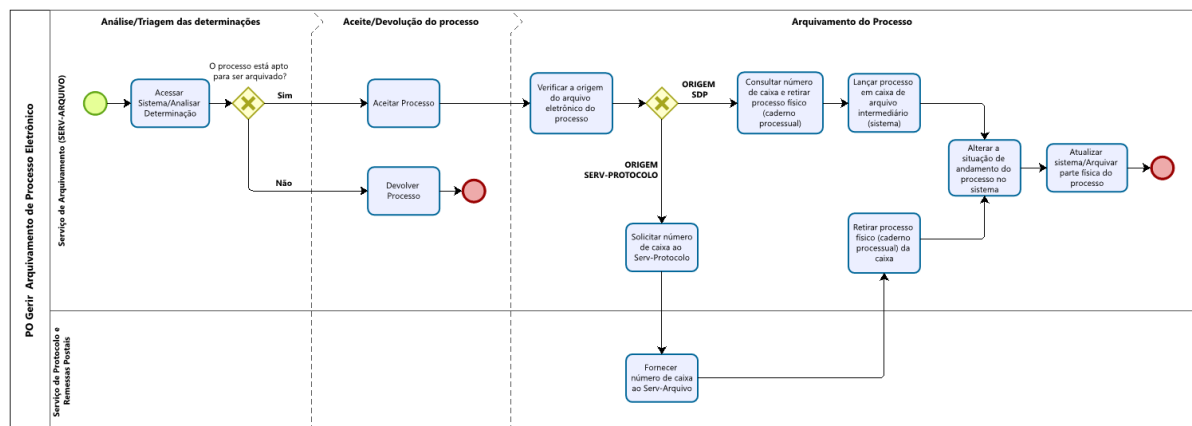 PO Gerir Arquivamento de Processo Eletrônico
Análise/Triagem das determinações
Aceite/Devolução do processo
Arquivamento do Processo
Serviço de Arquivamento (SERV-ARQUIVO)
Acessar
Sistema/Analisar
Determinação
O processo está apto
para ser arquivado?
Sim
Não
Aceitar Processo
Devolver
Processo
Verificar a origem
do arquivo
eletrônico do
processo
ORIGEM
SDP
ORIGEM
SERV-PROTOCOLO
Consultar número
de caixa e retirar
processo físico
(caderno
processual)
Lançar processo
em caixa de
arquivo
intermediário
(sistema)
Alterar a
situação de
andamento do
processo no
sistema
Atualizar
sistema/Arquivar
parte física do
processo
Solicitar número
de caixa ao
Serv-Protocolo
Retirar processo
físico (caderno
processual) da
caixa
Serviço de Protocolo e
Remessas Postais
Fornecer
número de caixa
ao Serv-Arquivo